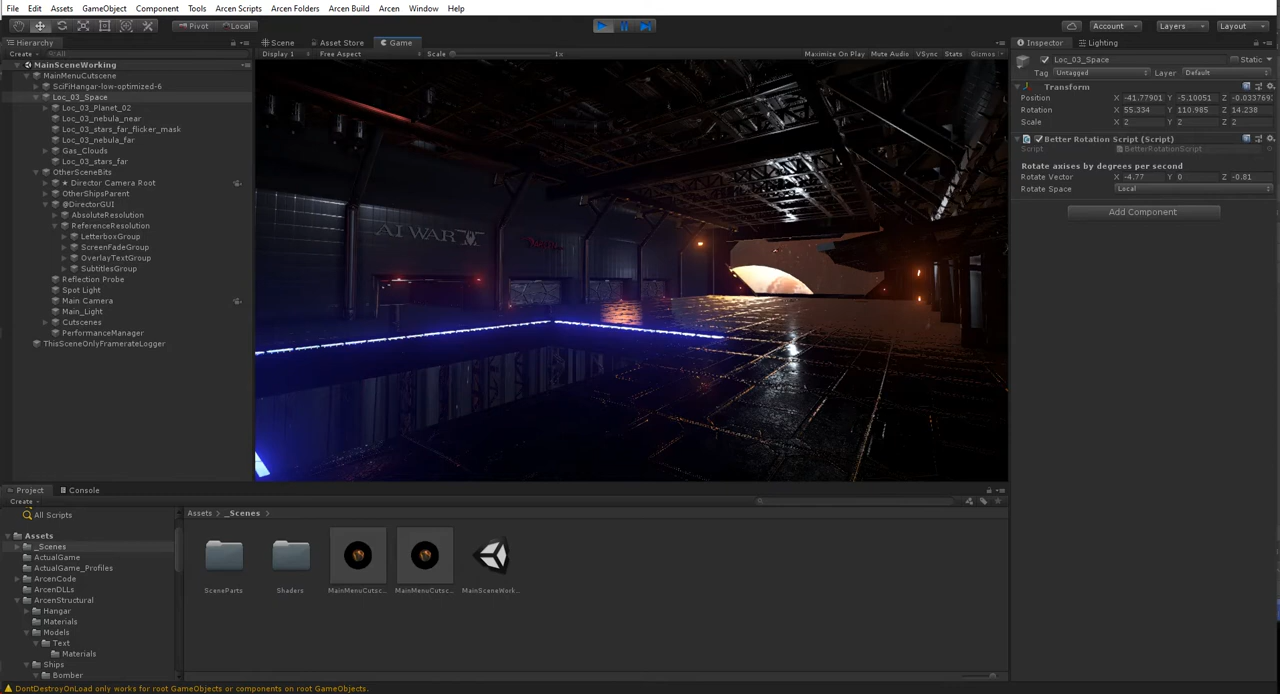 File Edit Assets GameObject Component Tools Arcen Scripts Arcen Folders Arcen Build Arcen Window Help
Pivot Local Account Layers Layout
Hierarchy Scene Asset Store Game Inspector Lighting
Create All Display 1 Free Aspect Scale 1x Maximize On Play Mute Audio VSync Stats Gizmos
Loc_03_Space Static
Tag Untagged Layer Default
MainSceneWorking
MainMenuCutscene
SciFiHangar-low-optimized-6
Loc_03_Space
Loc_03_Planet_02
Loc_03_nebula_near
Loc_03_stars_far_flicker_mask
Loc_03_nebula_far
Gas_Clouds
Loc_03_stars_far
OtherSceneBits
★ Director Camera Root
OtherShipsParent
@DirectorGUI
AbsoluteResolution
ReferenceResolution
LetterboxGroup
ScreenFadeGroup
OverlayTextGroup
SubtitlesGroup
Reflection Probe
Spot Light
Main Camera
Main_Light
Cutscenes
PerformanceManager
ThisSceneOnlyFramerateLogger
AI WAR
Transform
Position X -41.77901 Y -5.10051 Z -0.033769
Rotation X 55.334 Y 110.985 Z 14.238
Scale X 2 Y 2 Z 2
Better Rotation Script (Script)
Script BetterRotationScript
Rotate axises by degrees per second
Rotate Vector X -4.77 Y 0 Z -0.81
Rotate Space Local
Add Component
Project Console
Create
All Scripts
Assets
_Scenes
ActualGame
ActualGame_Profiles
ArcenCode
ArcenDLLs
ArcenStructural
Hangar
Materials
Models
Text
Materials
Ships
Bomber
Assets > _Scenes >
SceneParts Shaders MainMenuCutsc... MainMenuCutsc... MainSceneWork...
DontDestroyOnLoad only works for root GameObjects or components on root GameObjects.